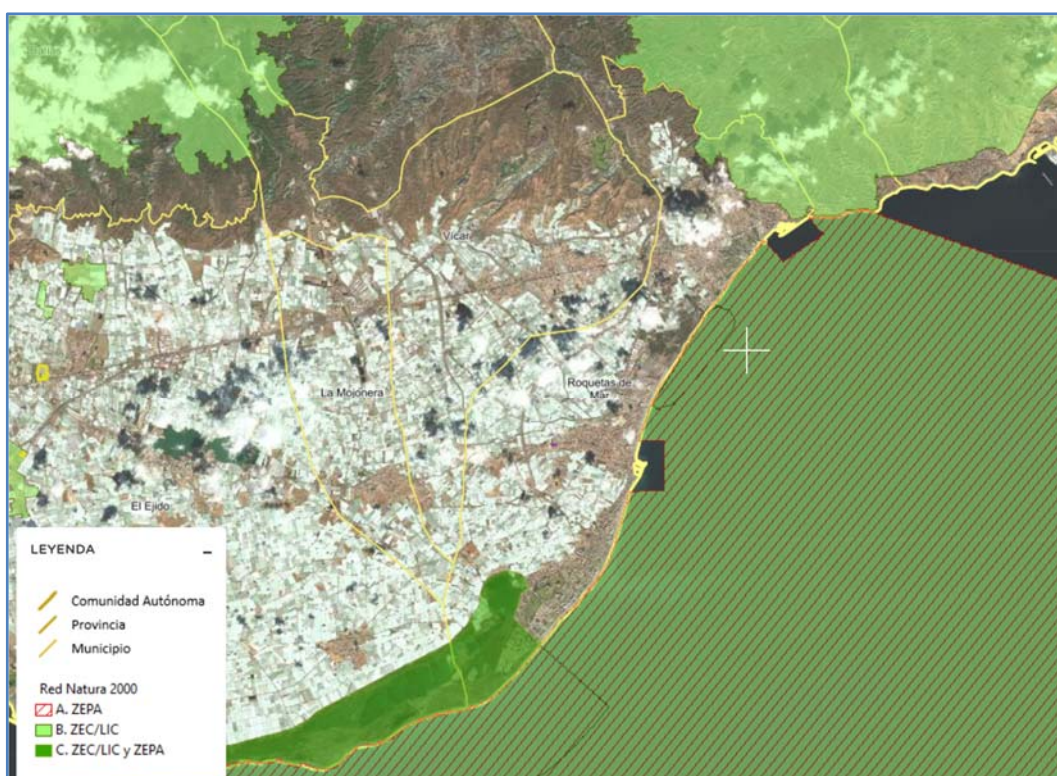 Vícar
La Mojonera
Roquetas de
Mar
El Ejido
LEYENDA
Comunidad Autónoma
Provincia
Municipio
Red Natura 2000
A. ZEPA
B. ZEC/LIC
C. ZEC/LIC y ZEPA